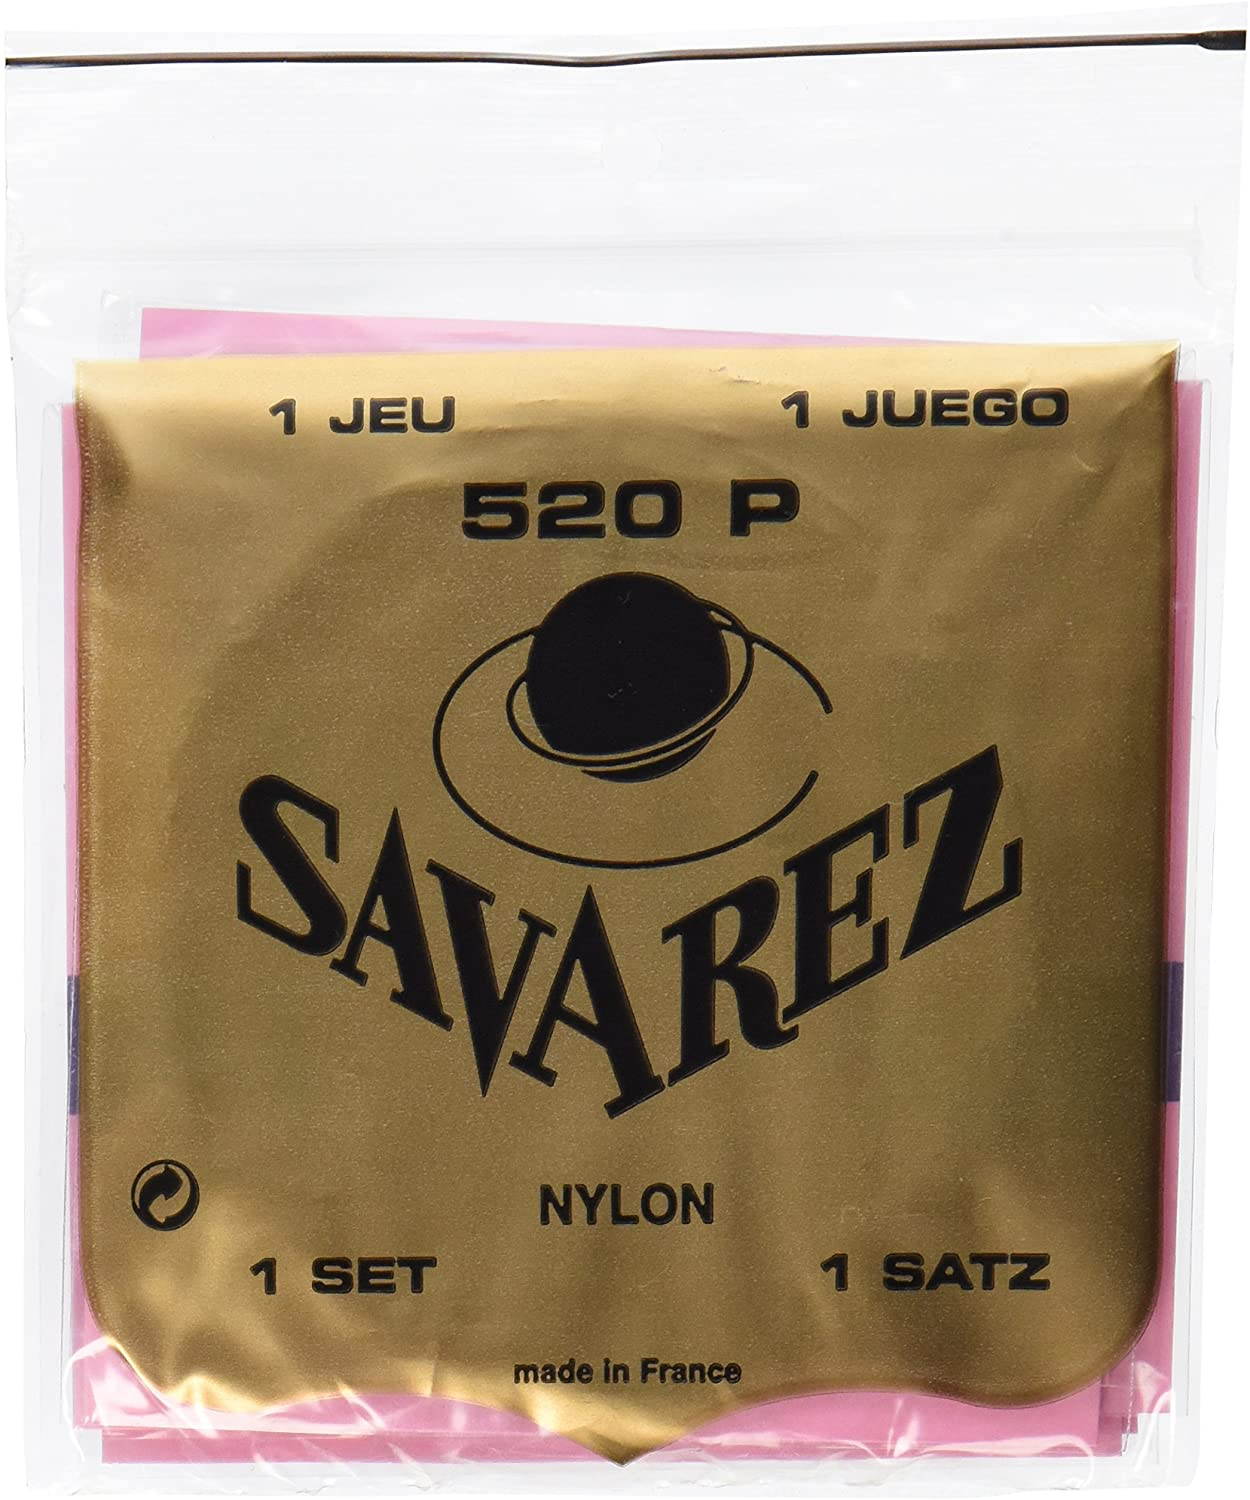 1 JEU 1 JUEGO
520 P
SAVAREZ
NYLON
1 SET 1 SATZ
made in France